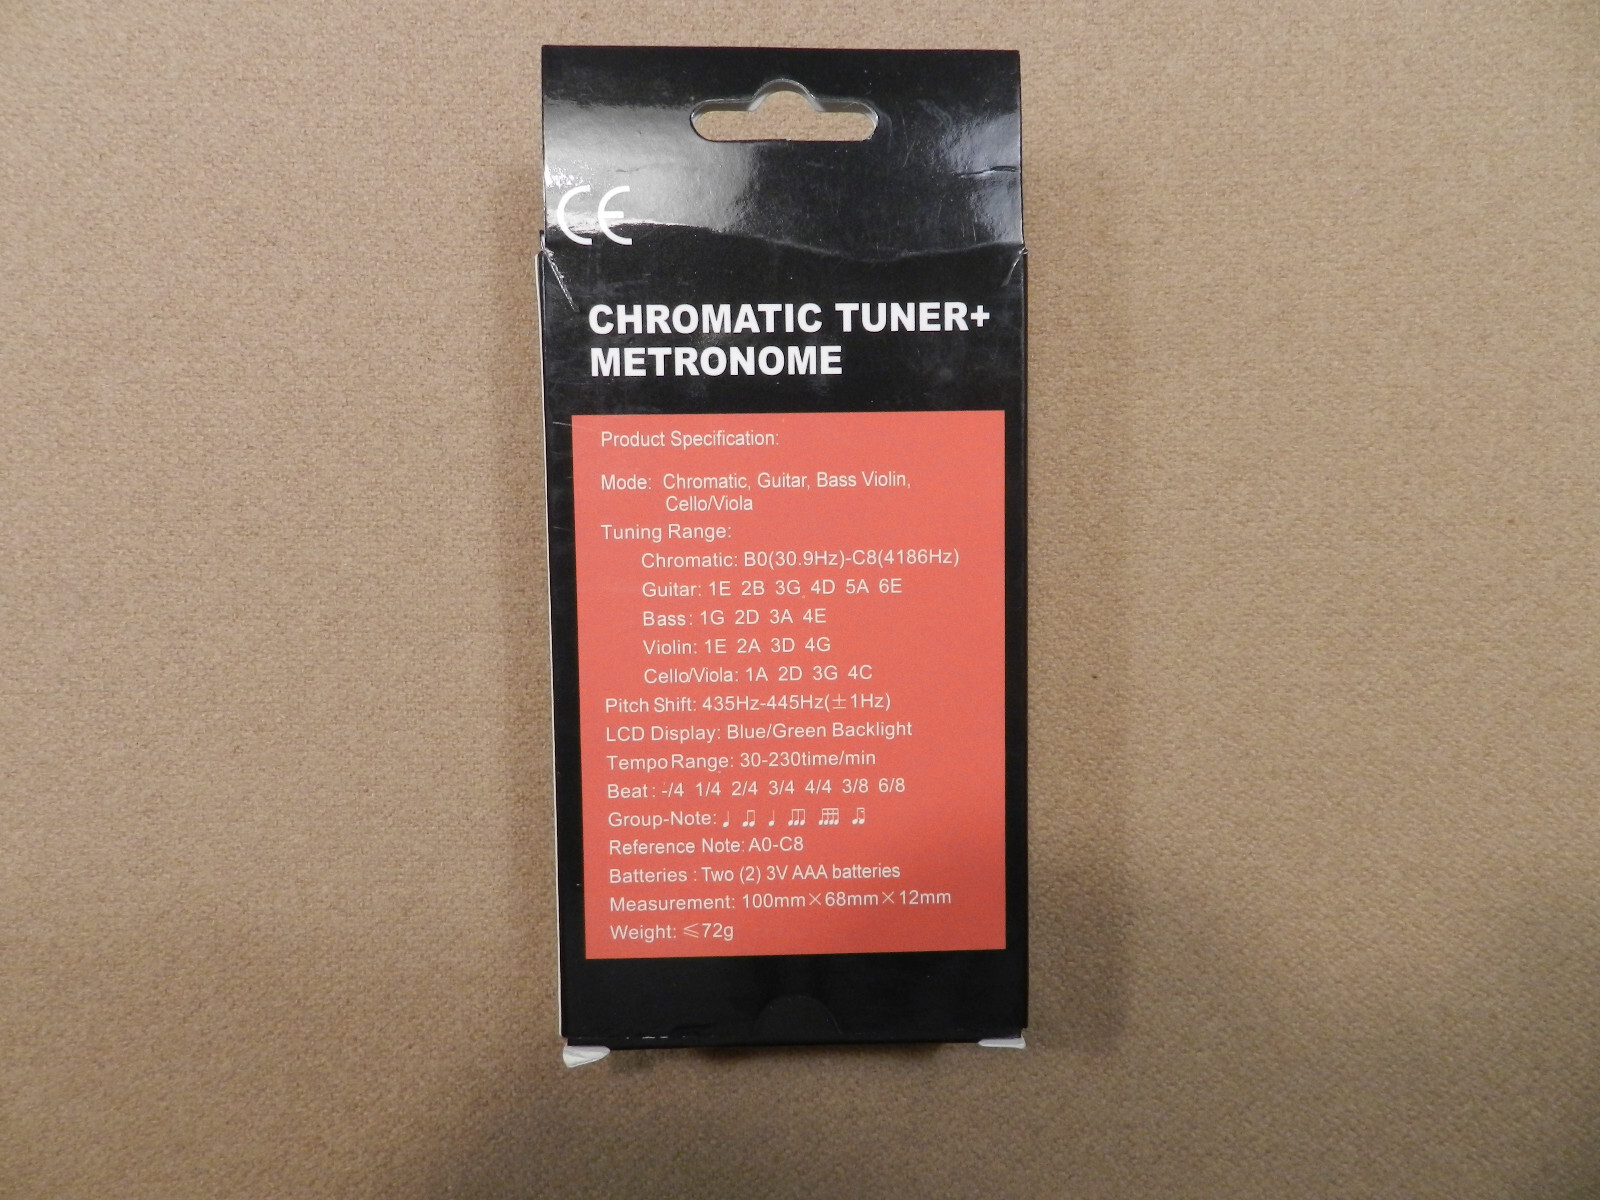 CE
CHROMATIC TUNER+
METRONOME
Product Specification:
Mode: Chromatic, Guitar, Bass Violin,
Cello/Viola
Tuning Range:
Chromatic: B0(30.9Hz)-C8(4186Hz)
Guitar: 1E 2B 3G 4D 5A 6E
Bass: 1G 2D 3A 4E
Violin: 1E 2A 3D 4G
Cello/Viola: 1A 2D 3G 4C
Pitch Shift: 435Hz-445Hz(±1Hz)
LCD Display: Blue/Green Backlight
Tempo Range: 30-230time/min
Beat: -/4 1/4 2/4 3/4 4/4 3/8 6/8
Group-Note:
Reference Note: A0-C8
Batteries : Two (2) 3V AAA batteries
Measurement: 100mm×68mm×12mm
Weight: ≤72g